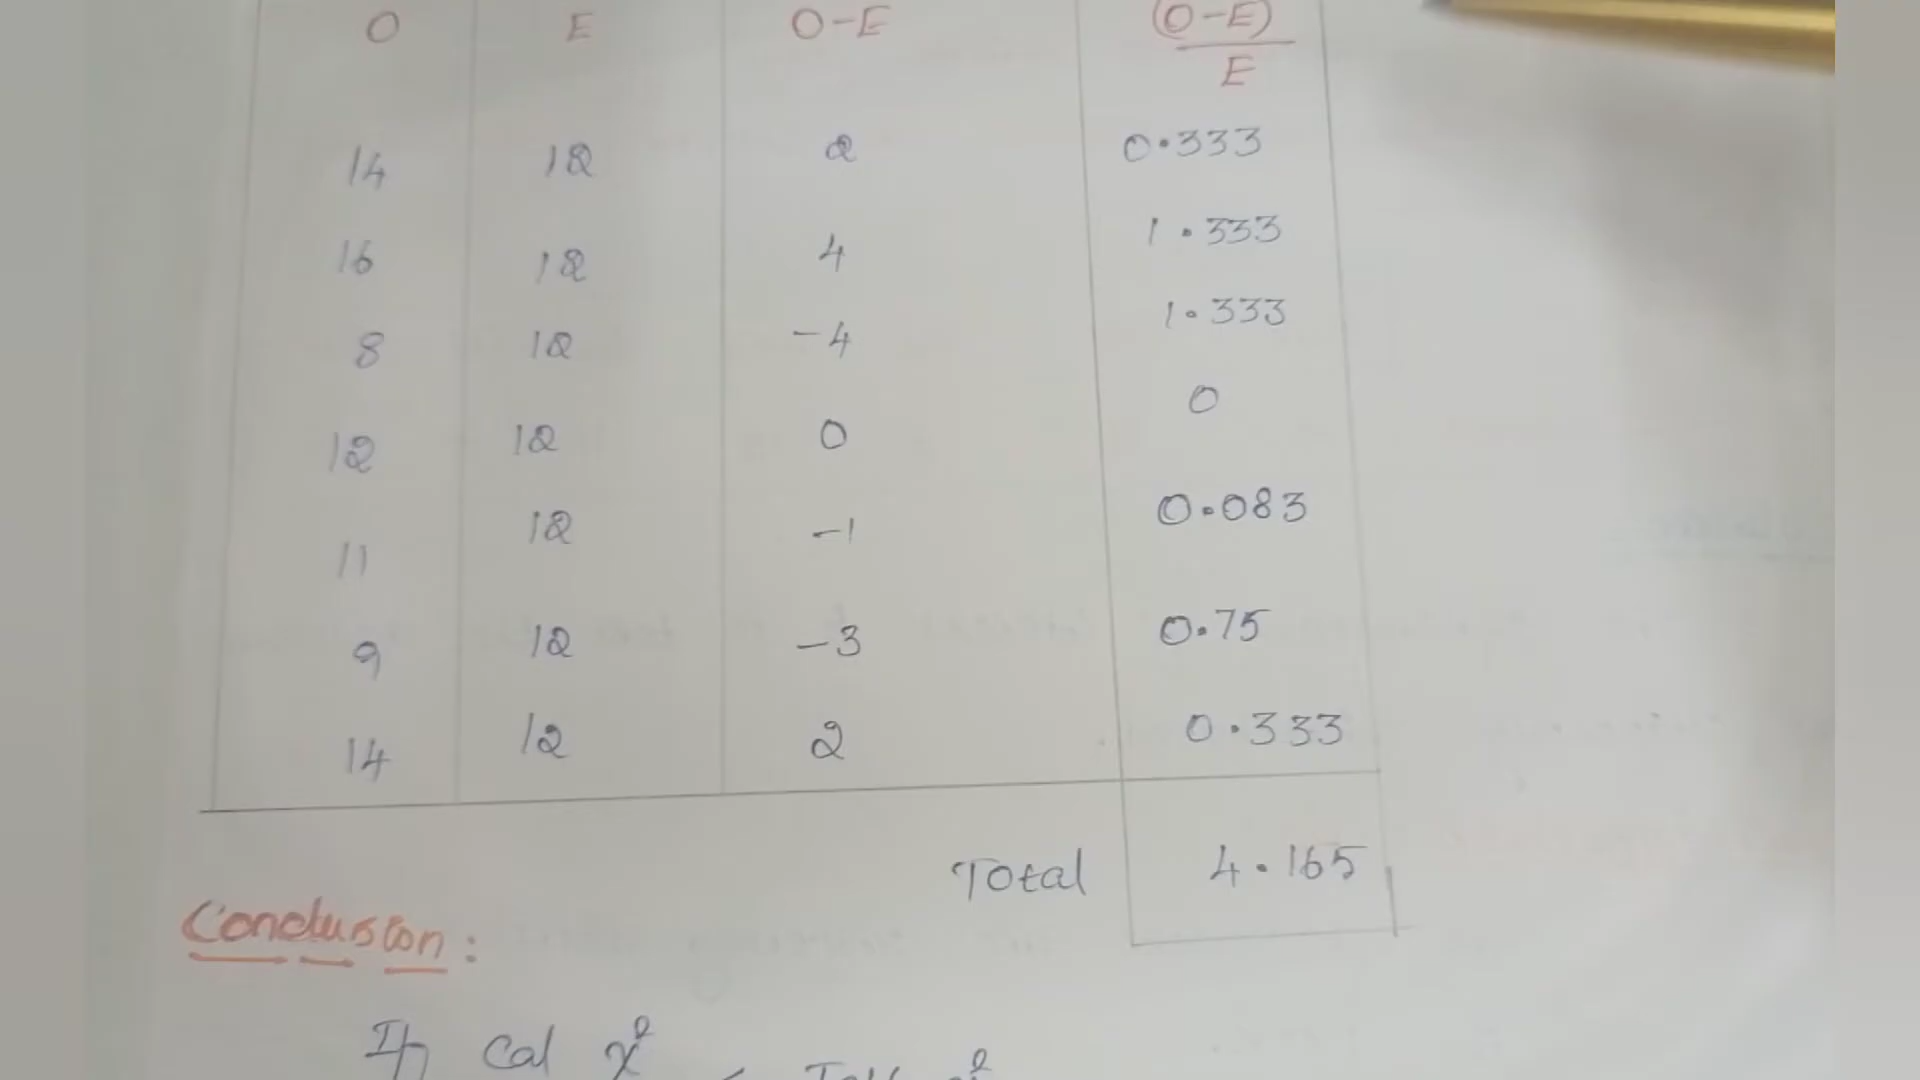 O E O-E (O-E)
E
14 12 2 0.333
16 12 4 1.333
8 12 -4 1.333
12 12 0 0
11 12 -1 0.083
9 12 -3 0.75
14 12 2 0.333
Total 4.165
Conclusion:
If Cal χ²